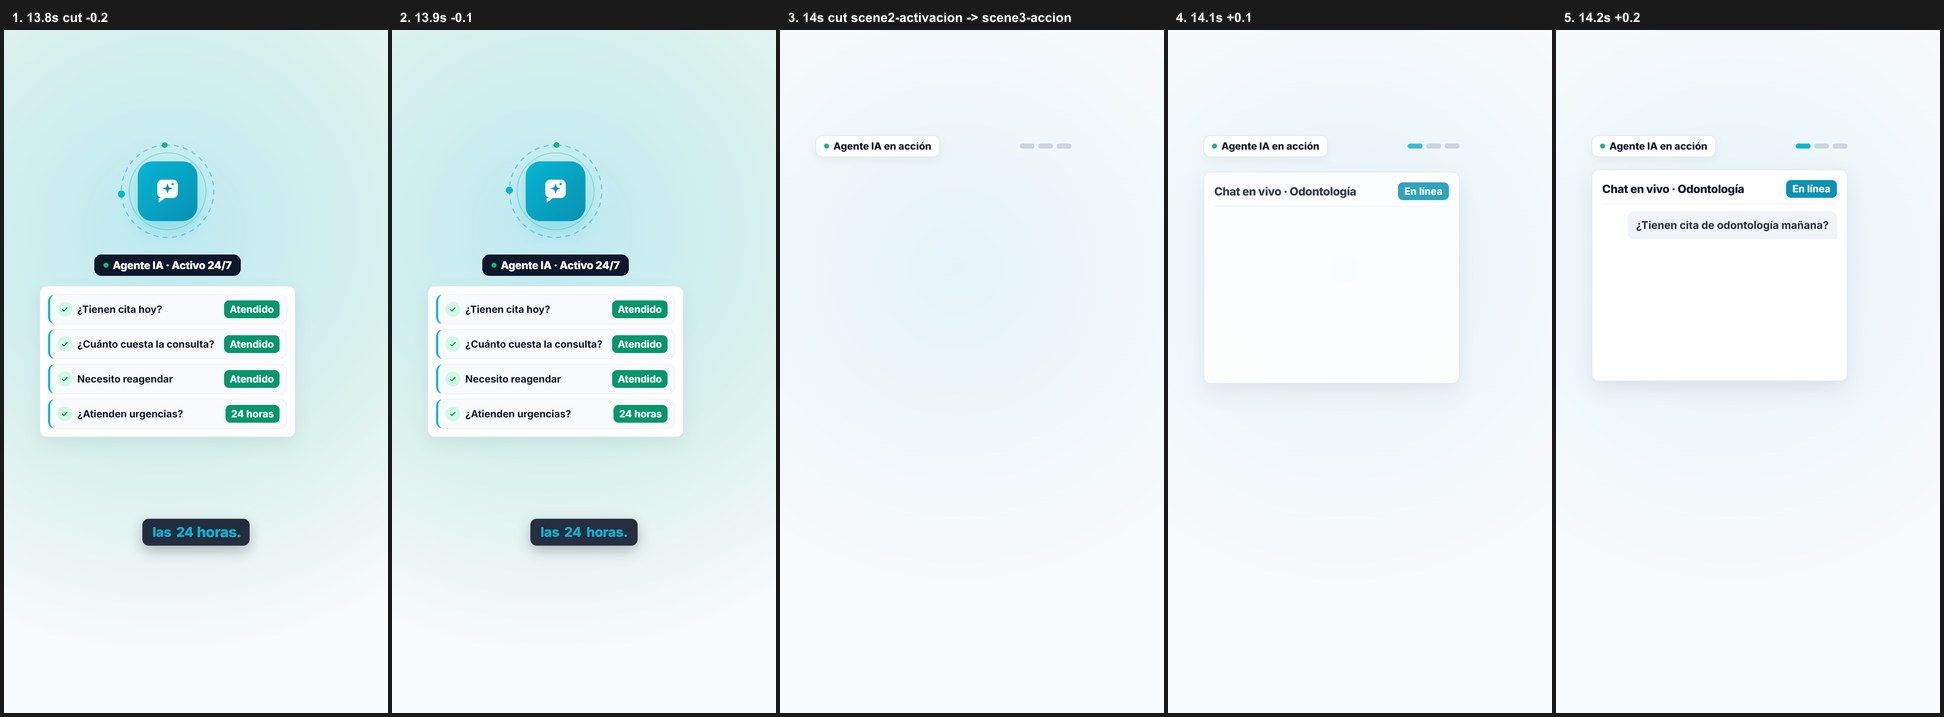 1. 13.8s cut -0.2
Agente IA · Activo 24/7
¿Tienen cita hoy? Atendido
¿Cuánto cuesta la consulta? Atendido
Necesito reagendar Atendido
¿Atienden urgencias? 24 horas
las 24 horas.
2. 13.9s -0.1
Agente IA · Activo 24/7
¿Tienen cita hoy? Atendido
¿Cuánto cuesta la consulta? Atendido
Necesito reagendar Atendido
¿Atienden urgencias? 24 horas
las 24 horas.
3. 14s cut scene2-activacion -> scene3-accion
Agente IA en acción
4. 14.1s +0.1
Agente IA en acción
Chat en vivo · Odontología En línea
5. 14.2s +0.2
Agente IA en acción
Chat en vivo · Odontología En línea
¿Tienen cita de odontología mañana?